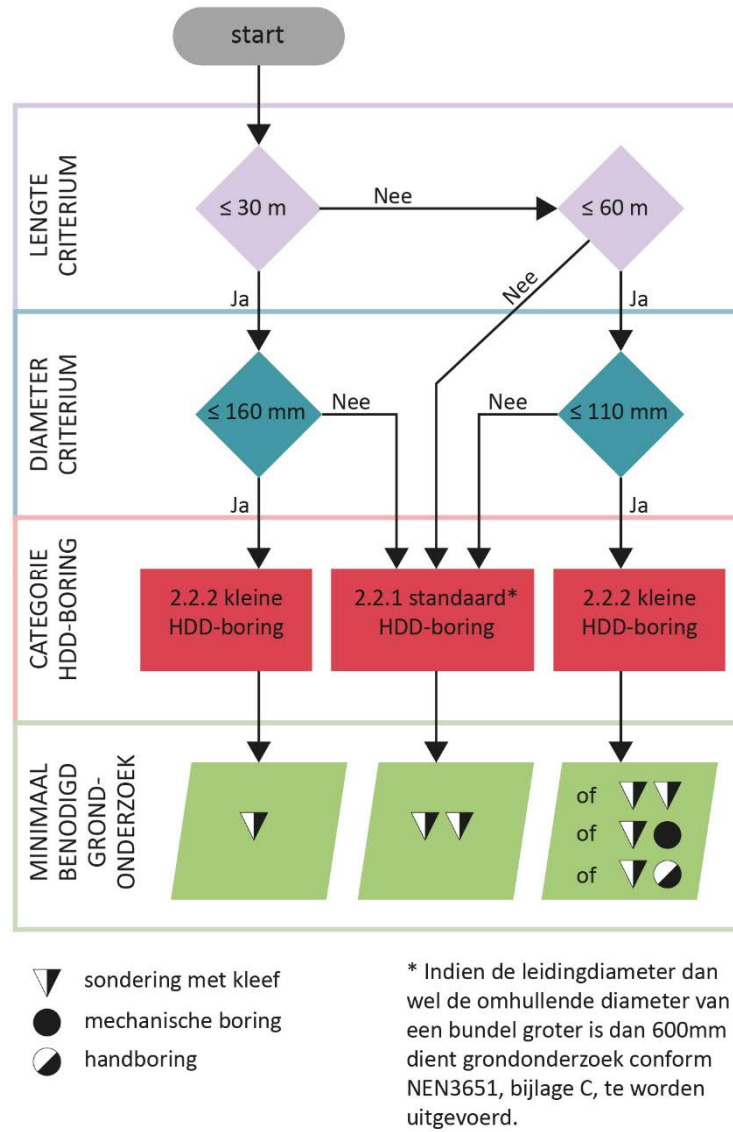 start
LENGTE
CRITERIUM
≤ 30 m
Nee
≤ 60 m
Ja
Nee
Ja
DIAMETER
CRITERIUM
≤ 160 mm
Nee
Nee
≤ 110 mm
Ja
Ja
CATEGORIE
HDD-BORING
2.2.2 kleine
HDD-boring
2.2.1 standaard*
HDD-boring
2.2.2 kleine
HDD-boring
MINIMAAL
BENODIGD
GROND-
ONDERZOEK
of
of
of
sondering met kleef
mechanische boring
handboring
* Indien de leidingdiameter dan
wel de omhullende diameter van
een bundel groter is dan 600mm
dient grondonderzoek conform
NEN3651, bijlage C, te worden
uitgevoerd.